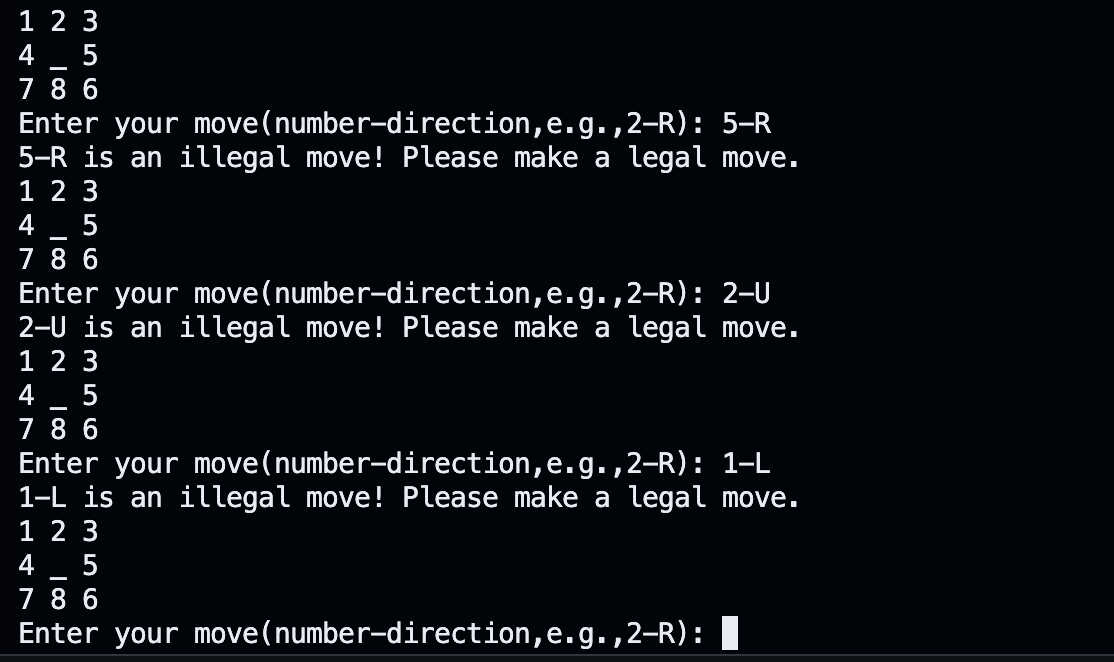 1 2 3
4 _ 5
7 8 6
Enter your move(number-direction,e.g.,2-R): 5-R
5-R is an illegal move! Please make a legal move.
1 2 3
4 _ 5
7 8 6
Enter your move(number-direction,e.g.,2-R): 2-U
2-U is an illegal move! Please make a legal move.
1 2 3
4 _ 5
7 8 6
Enter your move(number-direction,e.g.,2-R): 1-L
1-L is an illegal move! Please make a legal move.
1 2 3
4 _ 5
7 8 6
Enter your move(number-direction,e.g.,2-R):